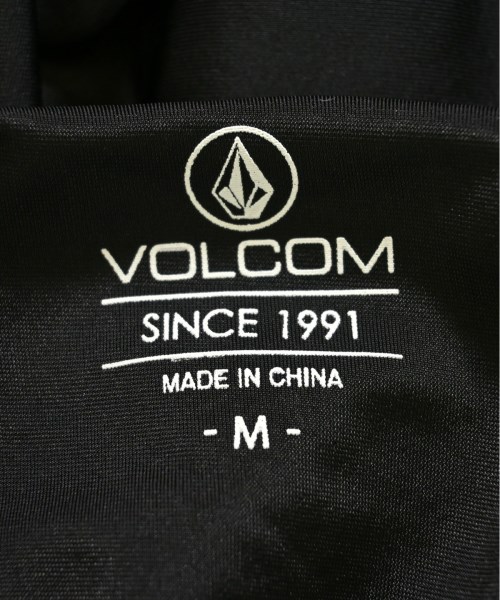 VOLCOM
SINCE 1991
MADE IN CHINA
- M -